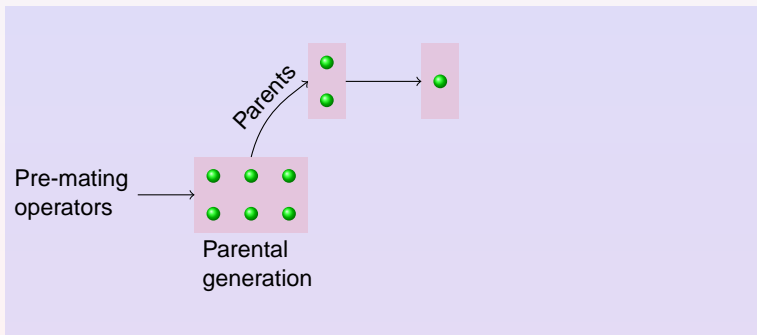 Parents
Pre-mating
operators
Parental
generation